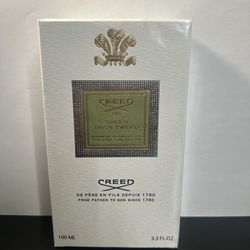 CREED
GREEN
IRISH TWEED
CREED
DE PÈRE EN FILS DEPUIS 1760
FROM FATHER TO SON SINCE 1760
100 ML
3.3 FL.OZ.